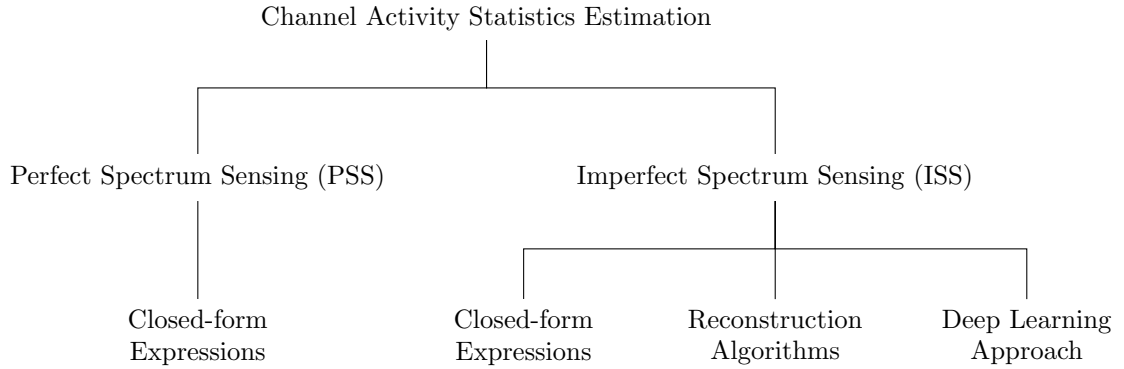 Channel Activity Statistics Estimation
Perfect Spectrum Sensing (PSS)
Imperfect Spectrum Sensing (ISS)
Closed-form
Expressions
Closed-form
Expressions
Reconstruction
Algorithms
Deep Learning
Approach